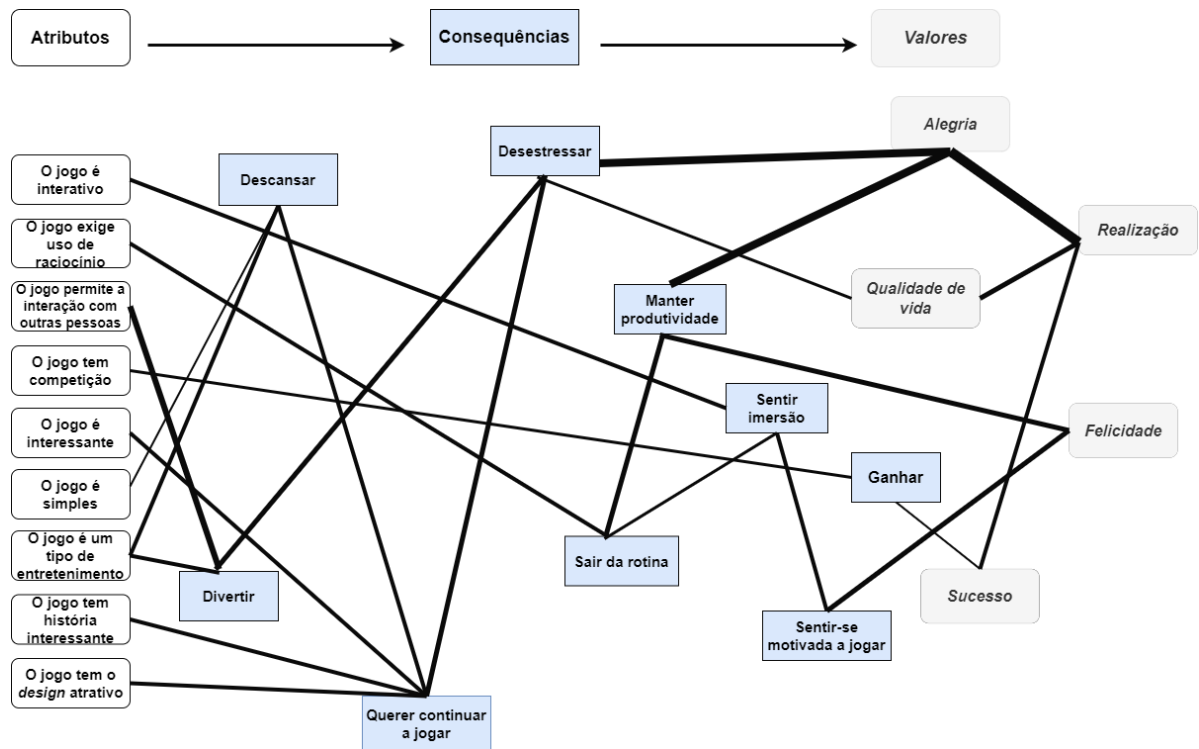 Atributos
Consequências
Valores
Alegria
Desestressar
O jogo é
interativo
Descansar
O jogo exige
uso de
raciocínio
Realização
O jogo permite a
interação com
outras pessoas
Qualidade de
vida
Manter
produtividade
O jogo tem
competição
Sentir
imersão
O jogo é
interessante
Felicidade
Ganhar
O jogo é
simples
O jogo é um
tipo de
entretenimento
Sair da rotina
Divertir
Sucesso
O jogo tem
história
interessante
Sentir-se
motivada a jogar
O jogo tem o
design atrativo
Querer continuar
a jogar